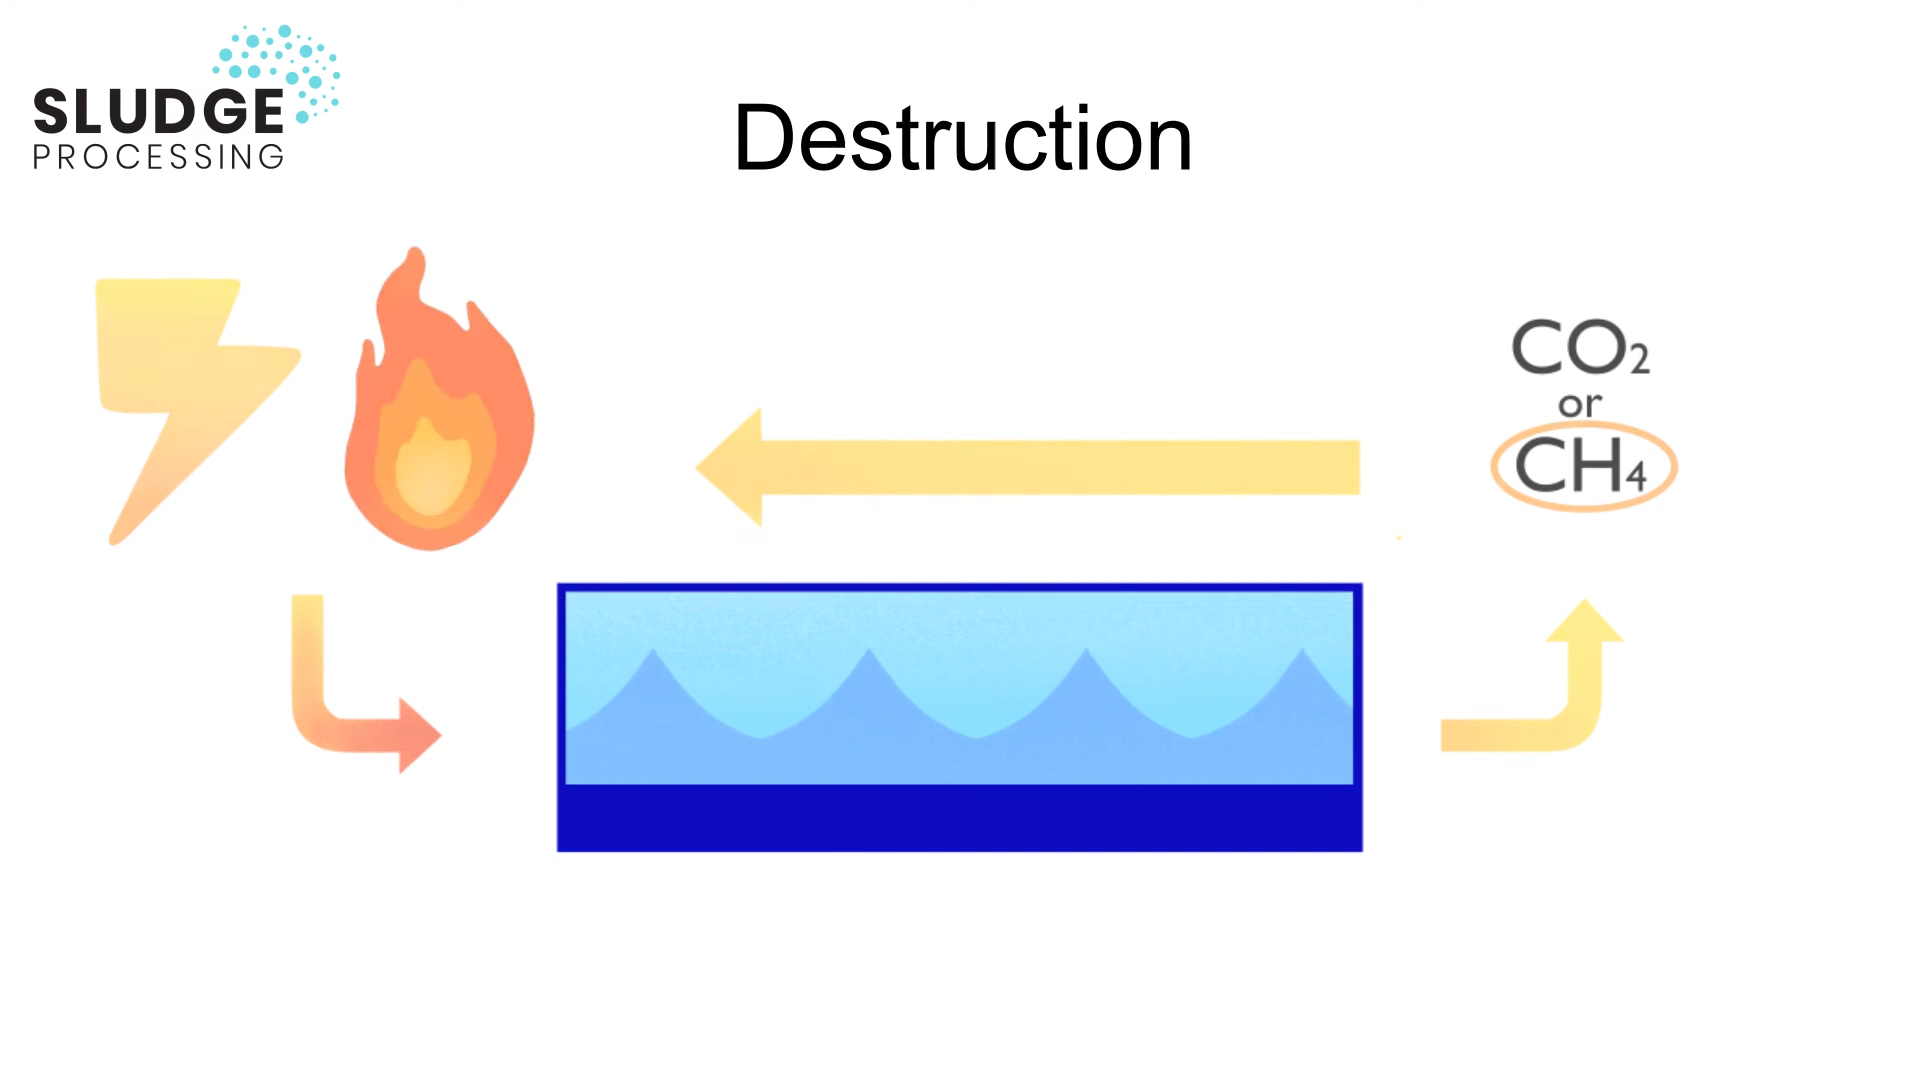 SLUDGE
PROCESSING
Destruction
CO₂
or
CH₄